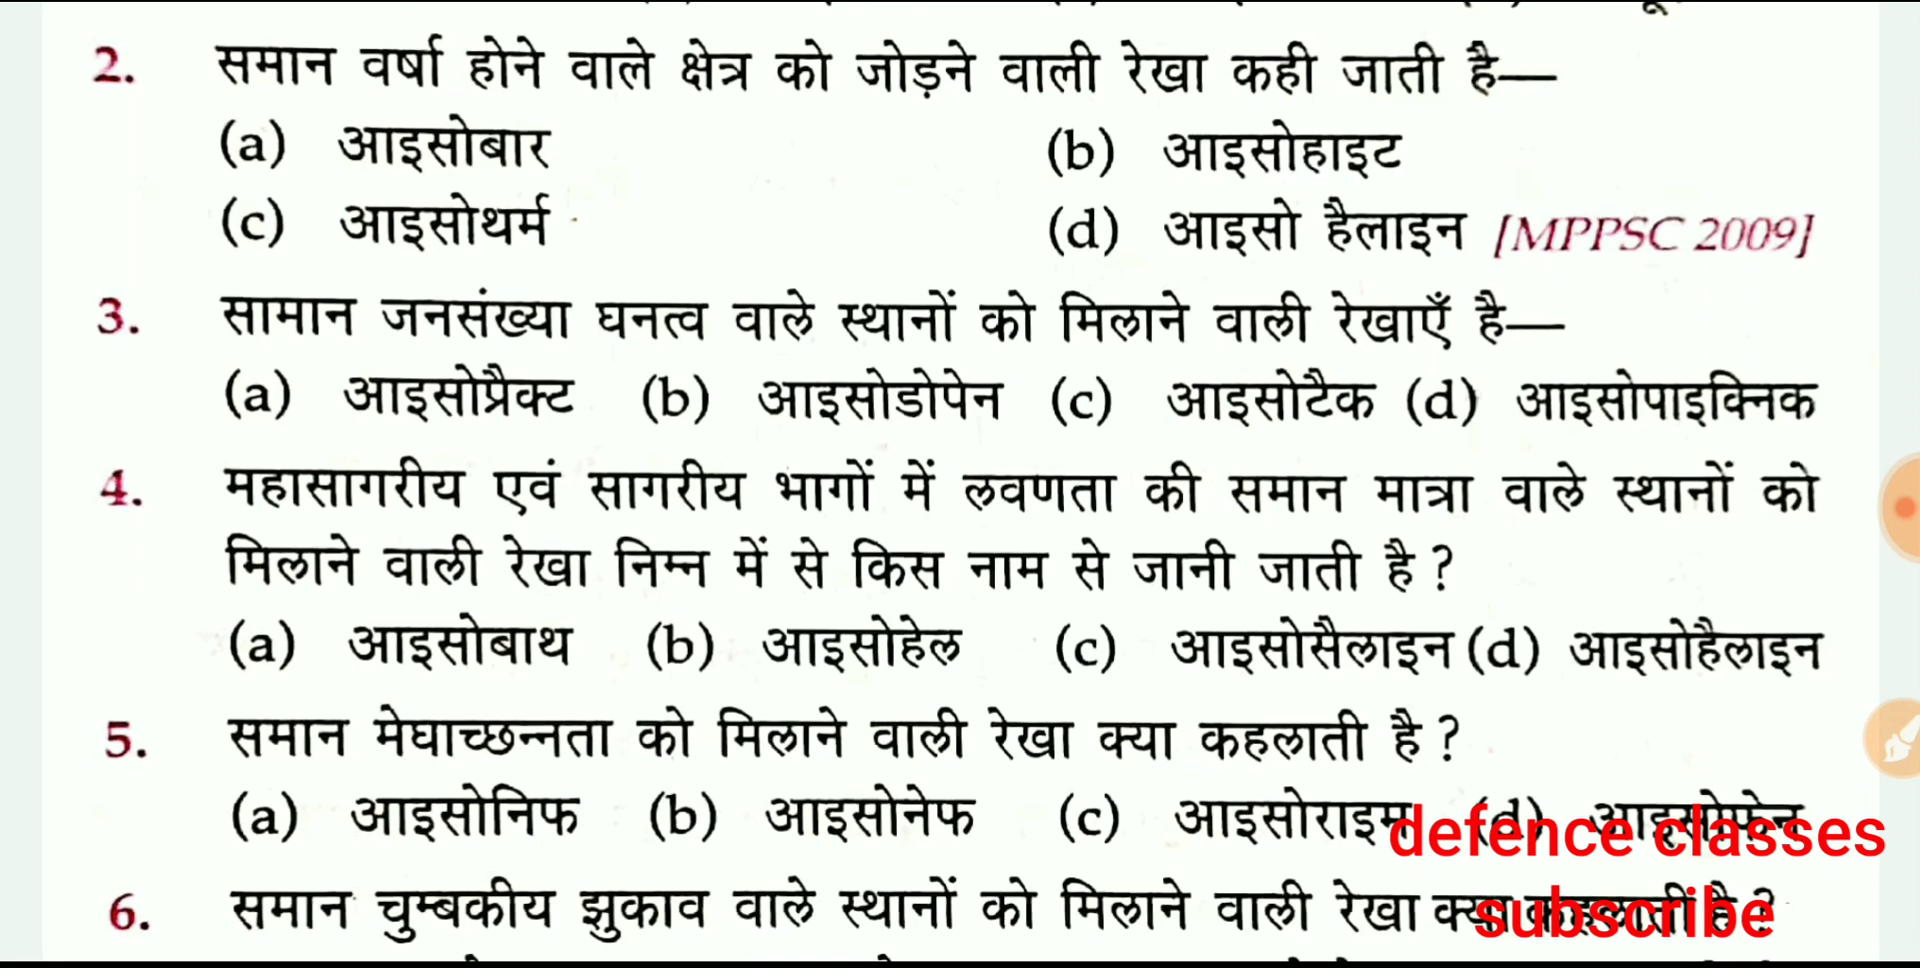 2. समान वर्षा होने वाले क्षेत्र को जोड़ने वाली रेखा कही जाती है—
(a) आइसोबार (b) आइसोहाइट
(c) आइसोथर्म (d) आइसो हैलाइन [MPPSC 2009]
3. सामान जनसंख्या घनत्व वाले स्थानों को मिलाने वाली रेखाएँ है—
(a) आइसोप्रैक्ट (b) आइसोडोपेन (c) आइसोटैक (d) आइसोपाइक्निक
4. महासागरीय एवं सागरीय भागों में लवणता की समान मात्रा वाले स्थानों को
मिलाने वाली रेखा निम्न में से किस नाम से जानी जाती है ?
(a) आइसोबाथ (b) आइसोहेल (c) आइसोसैलाइन (d) आइसोहैलाइन
5. समान मेघाच्छन्नता को मिलाने वाली रेखा क्या कहलाती है ?
(a) आइसोनिफ (b) आइसोनेफ (c) आइसोराइम (d) आइसोफेन
defence classes
6. समान चुम्बकीय झुकाव वाले स्थानों को मिलाने वाली रेखा क्या कहलाती है ?
subscribe